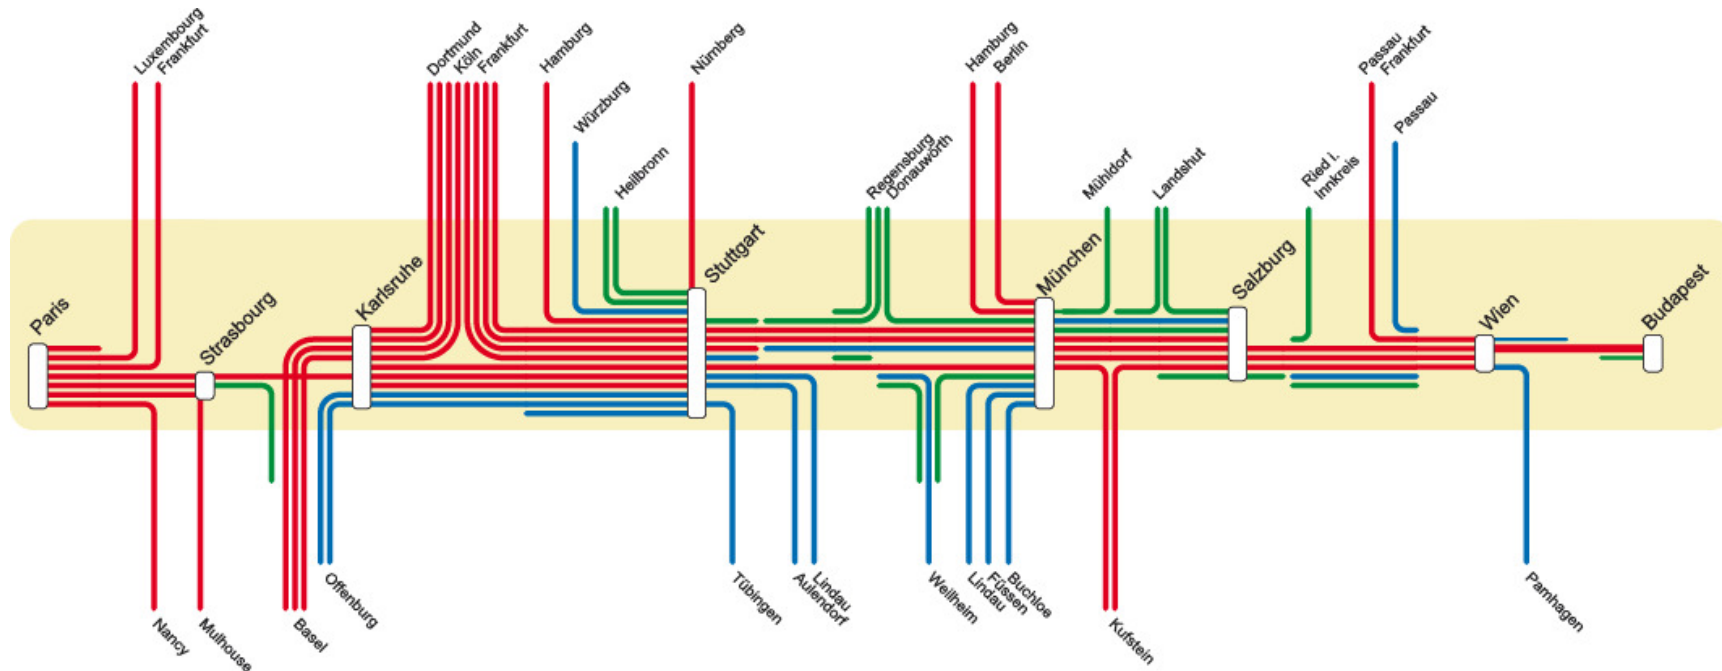 Luxembourg
Frankfurt
Dortmund
Köln
Frankfurt
Hamburg
Würzburg
Heilbronn
Nürnberg
Regensburg
Donauwörth
Hamburg
Berlin
Mühldorf
Landshut
Ried i.
Innkreis
Passau
Frankfurt
Passau
Paris
Strasbourg
Karlsruhe
Stuttgart
München
Salzburg
Wien
Budapest
Nancy
Mulhouse
Basel
Offenburg
Tübingen
Aulendorf
Lindau
Weilheim
Lindau
Füssen
Buchloe
Kufstein
Pamhagen